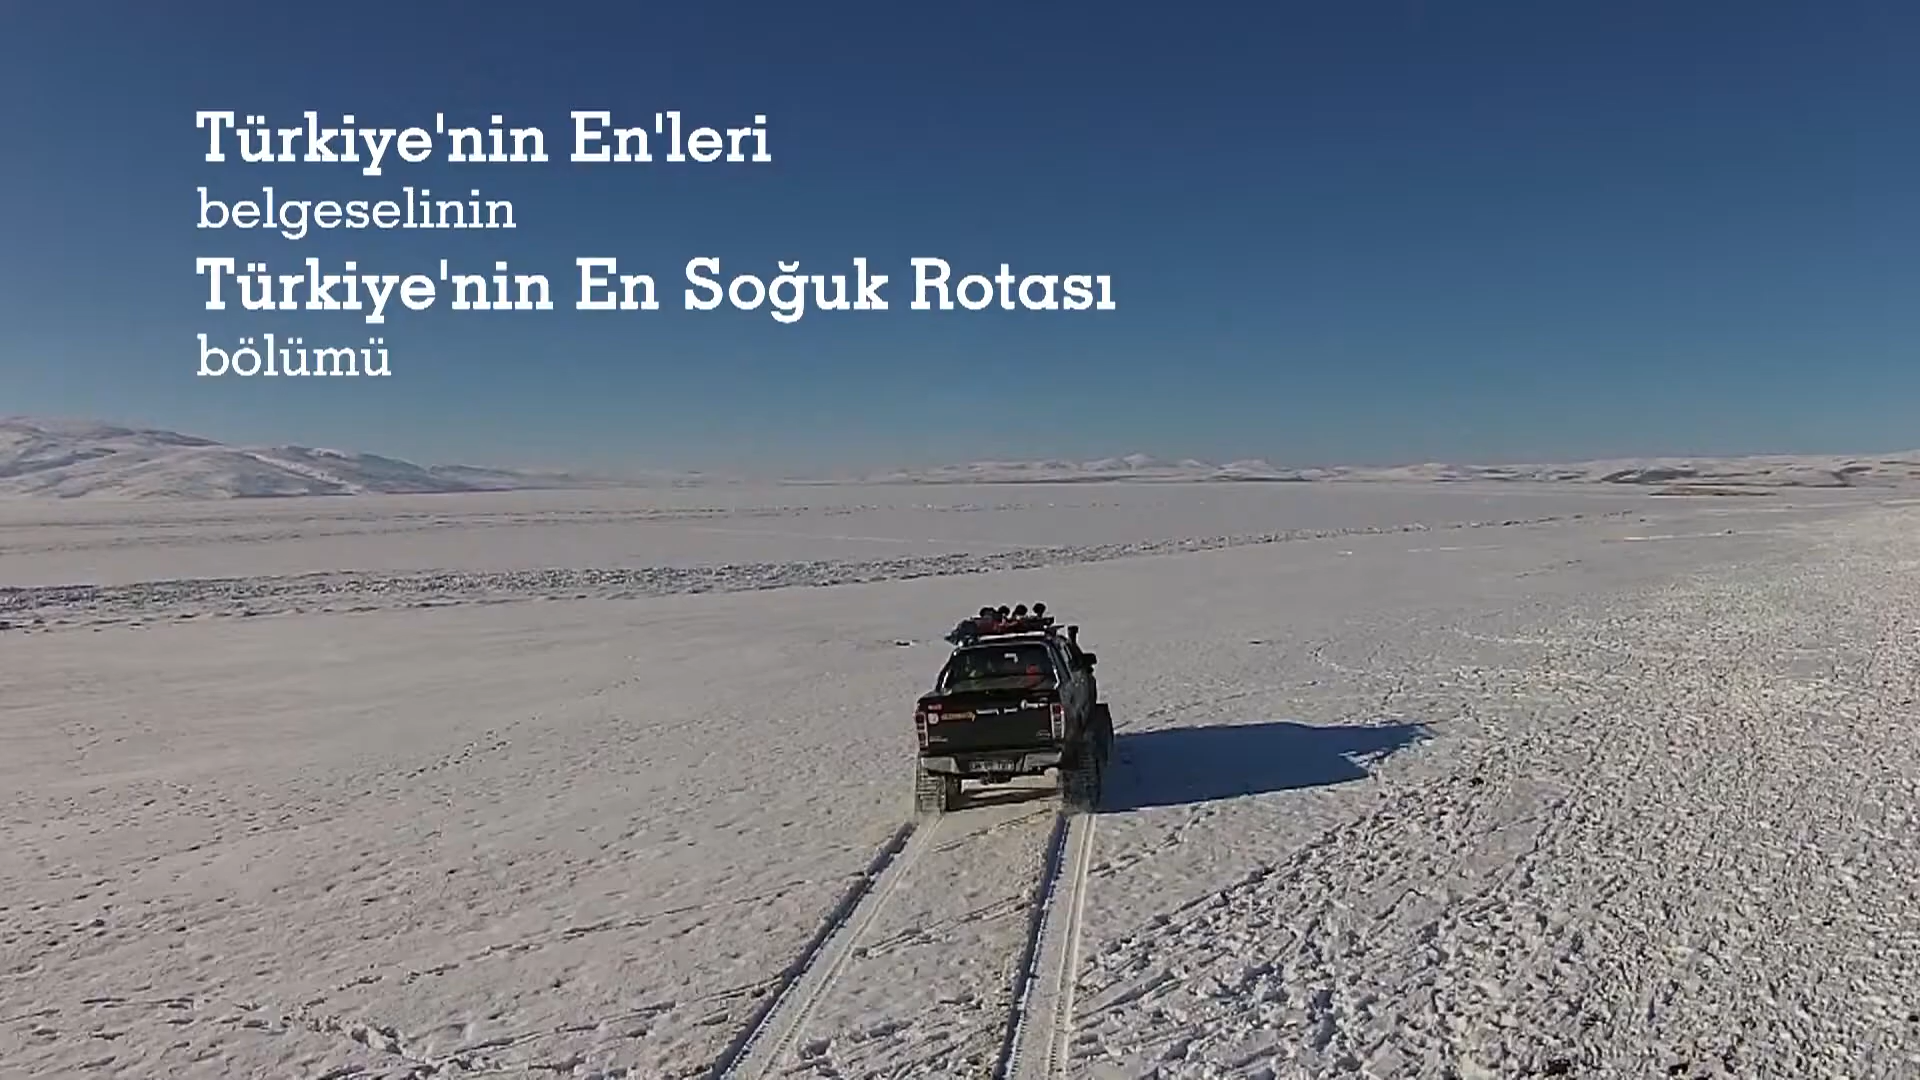 Türkiye'nin En'leri
belgeselinin
Türkiye'nin En Soğuk Rotası
bölümü